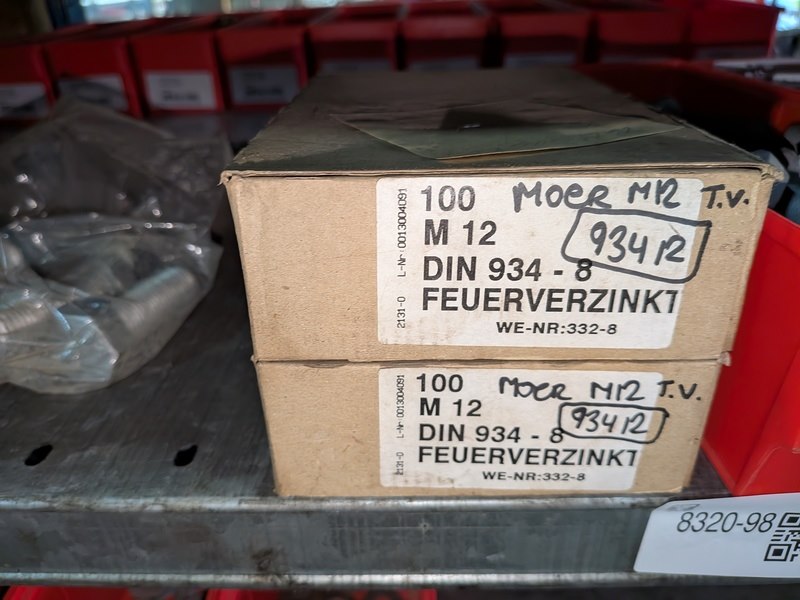 100 MOER M12 T.V.
M 12 934 12
DIN 934 - 8
FEUERVERZINKT
WE-NR:332-8
2131-0 L-Nr:0013004091
100 MOER M12 T.V.
M 12 934 12
DIN 934 - 8
FEUERVERZINKT
WE-NR:332-8
2131-0 L-Nr:0013004091
8320-98